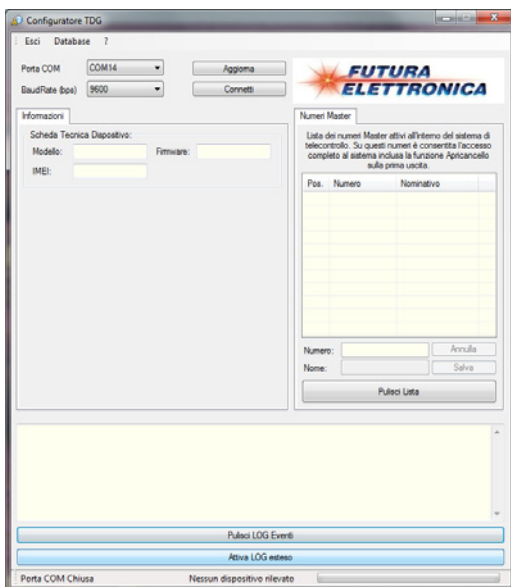 Configuratore TDG
Esci Database ?
Porta COM COM14 Aggiorna
BaudRate (bps) 9600 Connetti
FUTURA
ELETTRONICA
Informazioni
Scheda Tecnica Dispositivo:
Modello: Firmware:
IMEI:
Numeri Master
Lista dei numeri Master attivi all'interno del sistema di
telecontrollo. Su questi numeri è consentita l'accesso
completo al sistema inclusa la funzione Apricancello
sulla prima uscita.
Pos. Numero Nominativo
Numero: Annulla
Nome: Salva
Pulisci Lista
Pulisci LOG Eventi
Attiva LOG esteso
Porta COM Chiusa Nessun dispositivo rilevato